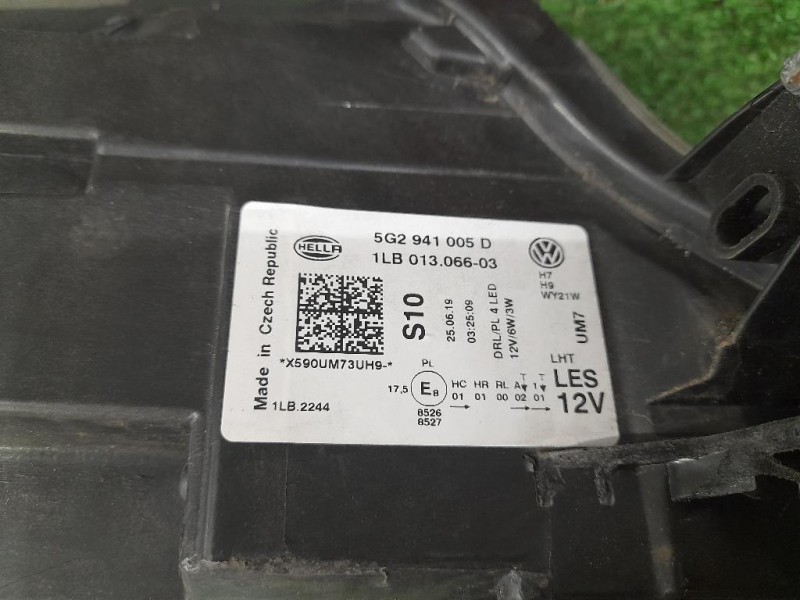 HELLA
5G2 941 005 D
1LB 013.066-03
Made in Czech Republic
*X590UM73UH9-*
1LB.2244
S10
25.06.19
03:25:09
DRL/PL 4 LED
12V/6W/3W
H7
H9
WY21W
UM7
LHT
LES
12V
PL
17,5 E8
8526
8527
HC HR RL A 1
01 01 00 02 01
T T